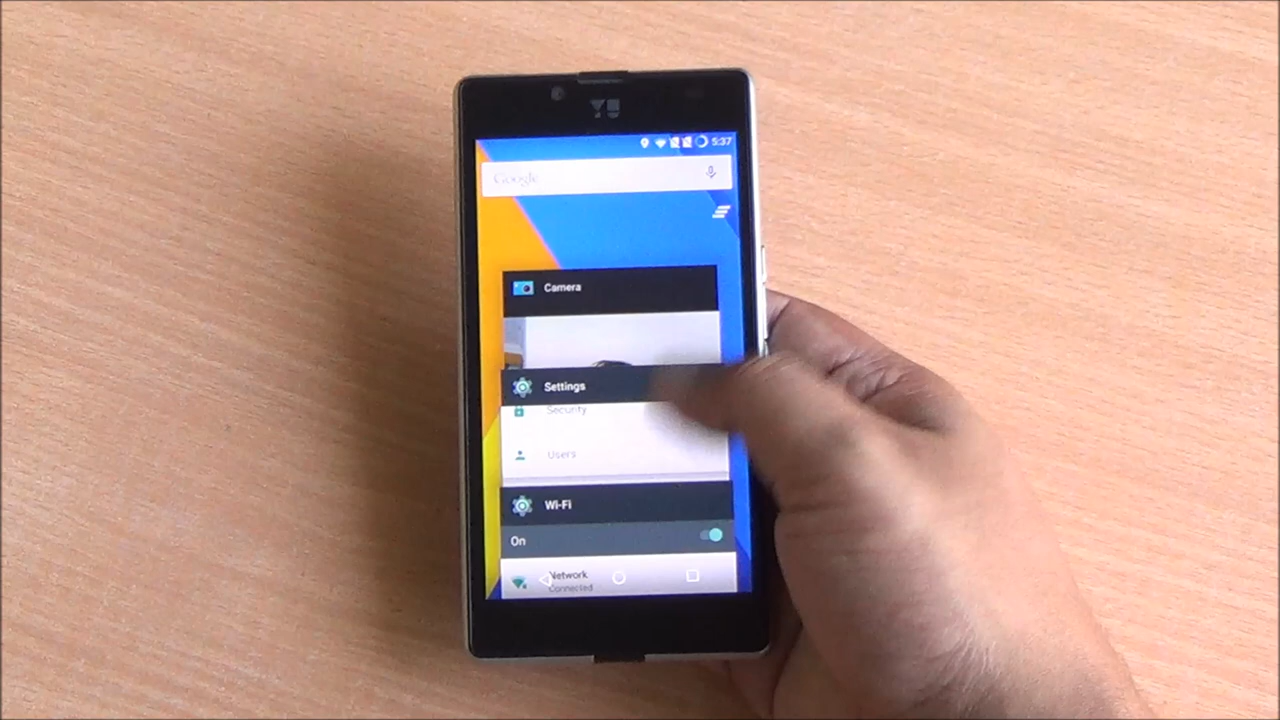 YU
5:37
Google
Camera
Settings
Security
Users
Wi-Fi
On
Network
Connected